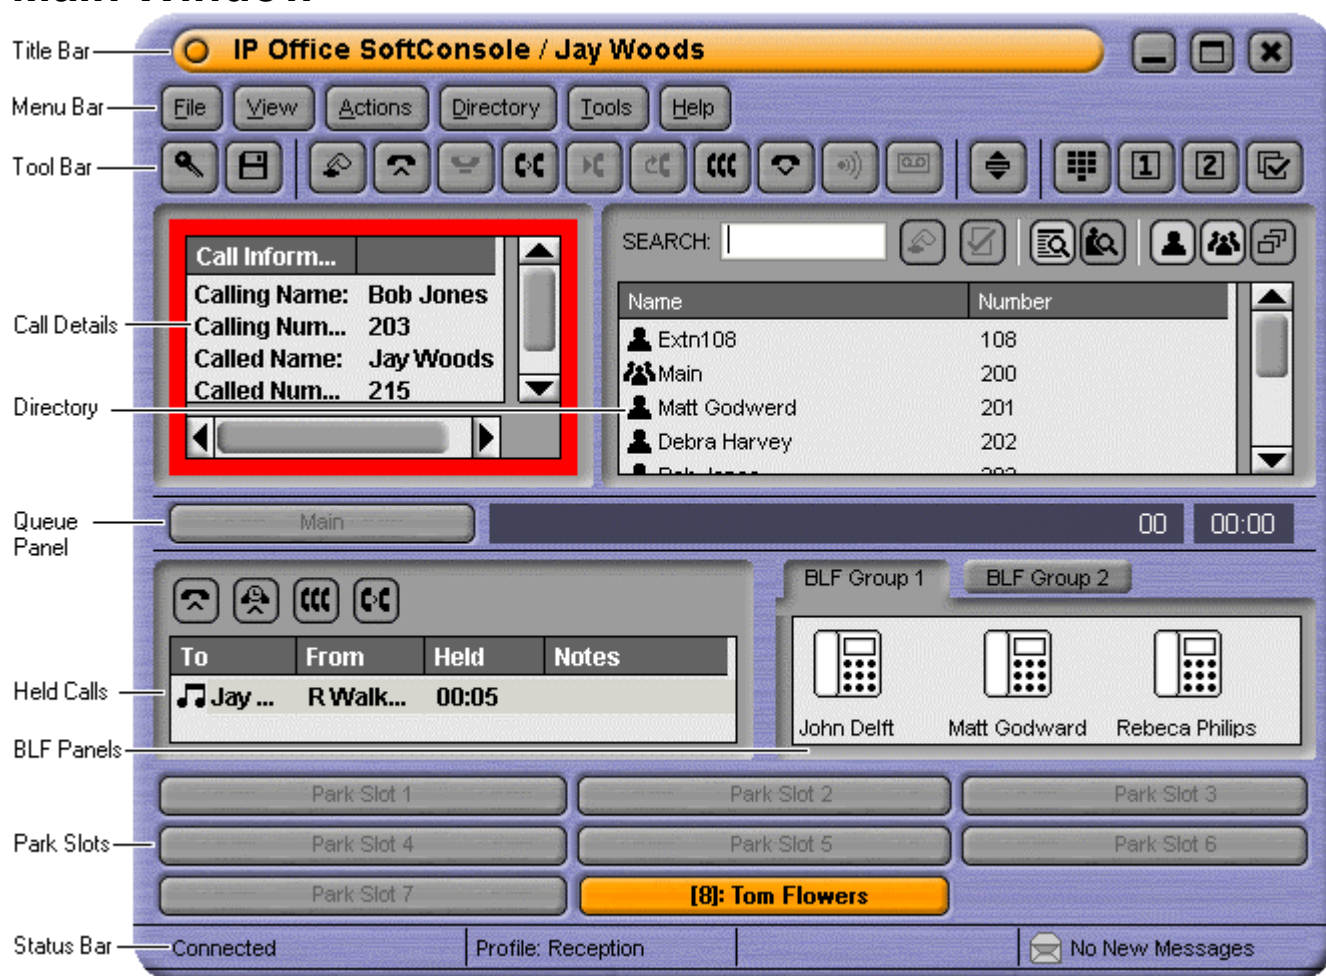 Main Window
Title Bar
IP Office SoftConsole / Jay Woods
Menu Bar
File View Actions Directory Tools Help
Tool Bar
1 2
Call Inform...
Calling Name: Bob Jones
Calling Num... 203
Called Name: Jay Woods
Called Num... 215
Call Details
SEARCH:
Name Number
Extn108 108
Main 200
Matt Godwerd 201
Debra Harvey 202
Directory
Queue
Panel
Main 00 00:00
BLF Group 1 BLF Group 2
To From Held Notes
Jay ... R Walk... 00:05
Held Calls
John Delft Matt Godward Rebeca Philips
BLF Panels
Park Slot 1 Park Slot 2 Park Slot 3
Park Slots
Park Slot 4 Park Slot 5 Park Slot 6
Park Slot 7 [8]: Tom Flowers
Status Bar
Connected Profile: Reception No New Messages